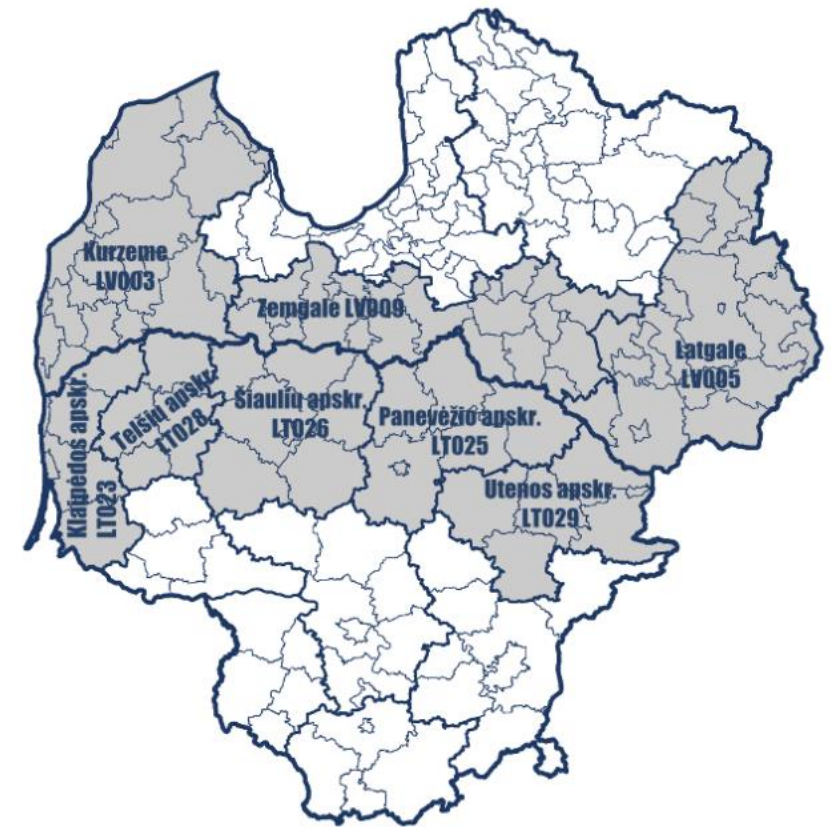 Kurzeme
LV003
Zemgale LV009
Latgale
LV005
Klaipėdos apskr.
LT023
Telšių apskr.
LT028
Šiaulių apskr.
LT026
Panevėžio apskr.
LT025
Utenos apskr.
LT029